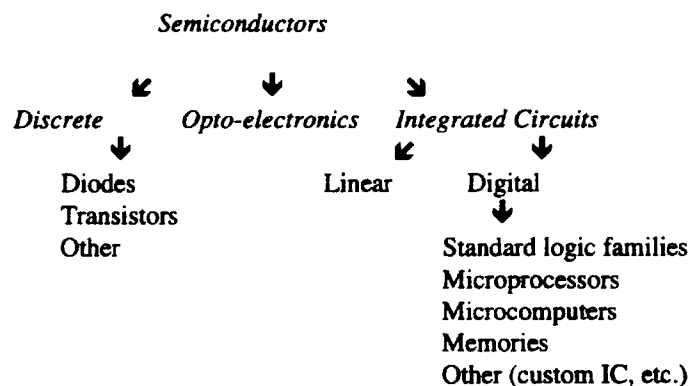 Semiconductors
Discrete Opto-electronics Integrated Circuits
Diodes Linear Digital
Transistors
Other
Standard logic families
Microprocessors
Microcomputers
Memories
Other (custom IC, etc.)